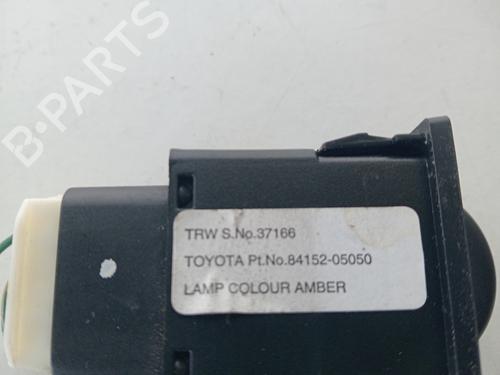 B-PARTS
TRW S.No.37166
TOYOTA Pt.No.84152-05050
LAMP COLOUR AMBER